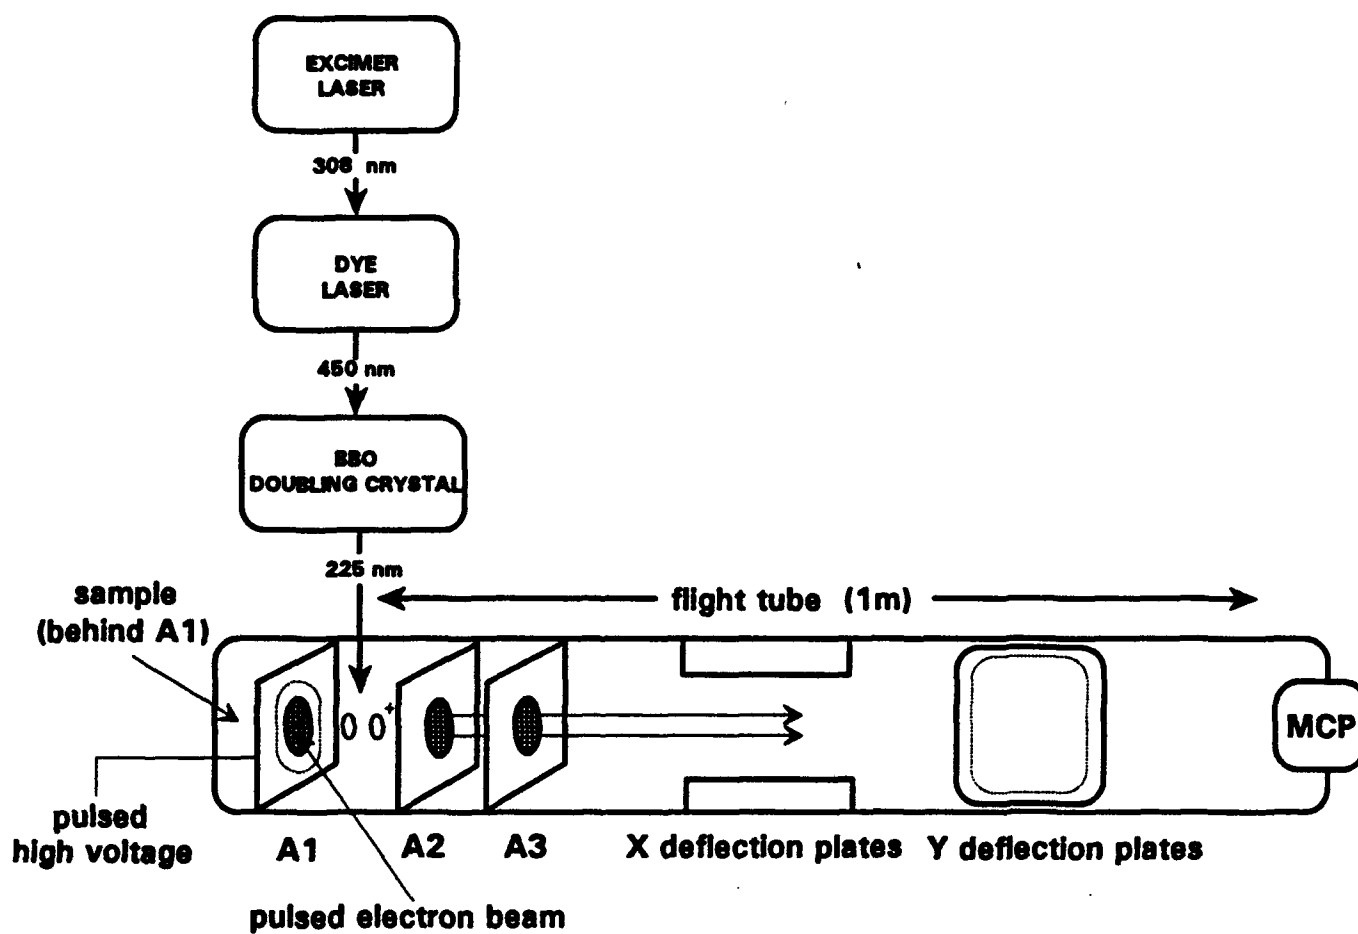 EXCIMER
LASER
308 nm
DYE
LASER
450 nm
BBO
DOUBLING CRYSTAL
225 nm
sample
(behind A1)
flight tube (1m)
0 0+
MCP
pulsed
high voltage
A1
A2
A3
X deflection plates
Y deflection plates
pulsed electron beam